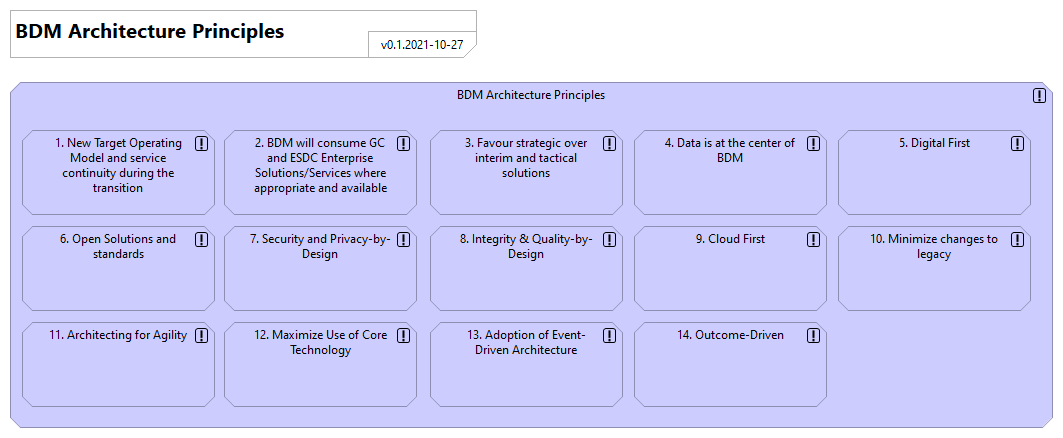 BDM Architecture Principles
v0.1.2021-10-27
BDM Architecture Principles
1. New Target Operating
Model and service
continuity during the
transition
2. BDM will consume GC
and ESDC Enterprise
Solutions/Services where
appropriate and available
3. Favour strategic over
interim and tactical
solutions
4. Data is at the center of
BDM
5. Digital First
6. Open Solutions and
standards
7. Security and Privacy-by-
Design
8. Integrity & Quality-by-
Design
9. Cloud First
10. Minimize changes to
legacy
11. Architecting for Agility
12. Maximize Use of Core
Technology
13. Adoption of Event-
Driven Architecture
14. Outcome-Driven